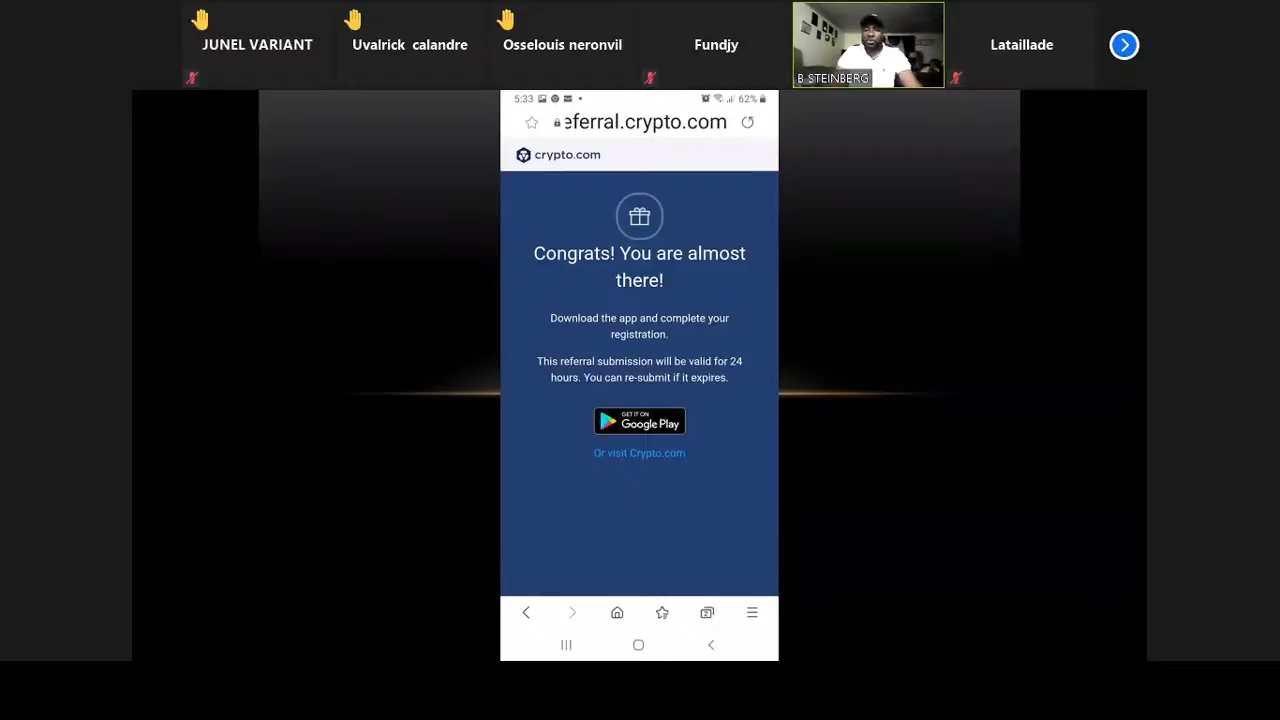 JUNEL VARIANT
Uvalrick calandre
Osselouis neronvil
Fundjy
B STEINBERG
Lataillade
5:33
62%
eferral.crypto.com
crypto.com
Congrats! You are almost
there!
Download the app and complete your
registration.
This referral submission will be valid for 24
hours. You can re-submit if it expires.
GET IT ON
Google Play
Or visit Crypto.com
2